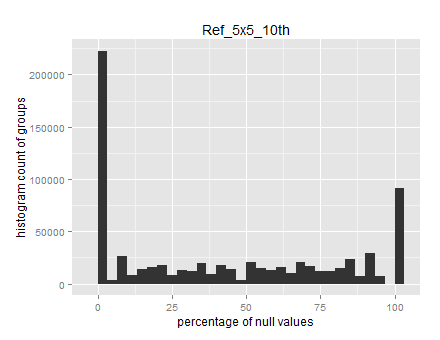 Ref_5x5_10th
histogram count of groups
200000
150000
100000
50000
0
0 25 50 75 100
percentage of null values